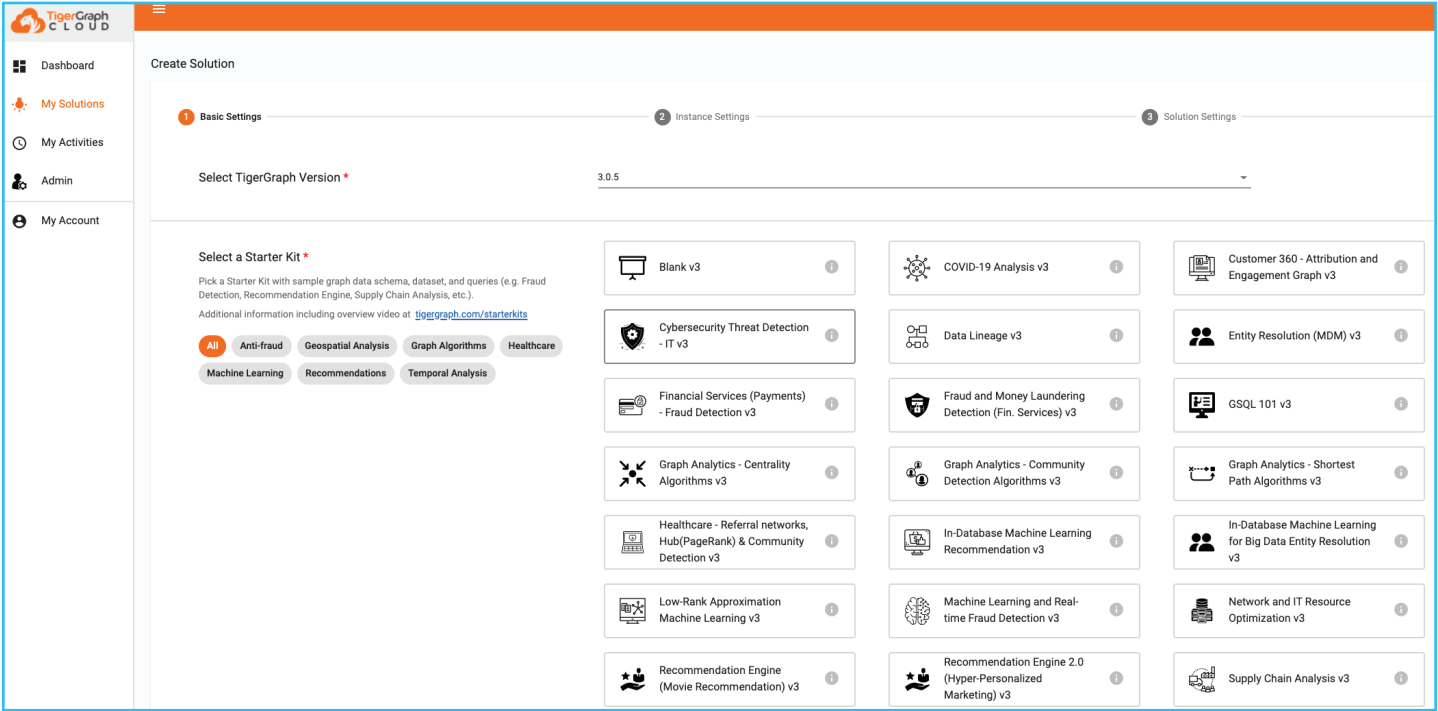 TigerGraph
CLOUD
Dashboard
My Solutions
My Activities
Admin
My Account
Create Solution
1 Basic Settings
2 Instance Settings
3 Solution Settings
Select TigerGraph Version *
3.0.5
Select a Starter Kit *
Pick a Starter Kit with sample graph data schema, dataset, and queries (e.g. Fraud
Detection, Recommendation Engine, Supply Chain Analysis, etc.).
Additional information including overview video at tigergraph.com/starterkits
All
Anti-fraud
Geospatial Analysis
Graph Algorithms
Healthcare
Machine Learning
Recommendations
Temporal Analysis
Blank v3
COVID-19 Analysis v3
Customer 360 - Attribution and
Engagement Graph v3
Cybersecurity Threat Detection
- IT v3
Data Lineage v3
Entity Resolution (MDM) v3
Financial Services (Payments)
- Fraud Detection v3
Fraud and Money Laundering
Detection (Fin. Services) v3
GSQL 101 v3
Graph Analytics - Centrality
Algorithms v3
Graph Analytics - Community
Detection Algorithms v3
Graph Analytics - Shortest
Path Algorithms v3
Healthcare - Referral networks,
Hub(PageRank) & Community
Detection v3
In-Database Machine Learning
Recommendation v3
In-Database Machine Learning
for Big Data Entity Resolution
v3
Low-Rank Approximation
Machine Learning v3
Machine Learning and Real-
time Fraud Detection v3
Network and IT Resource
Optimization v3
Recommendation Engine
(Movie Recommendation) v3
Recommendation Engine 2.0
(Hyper-Personalized
Marketing) v3
Supply Chain Analysis v3